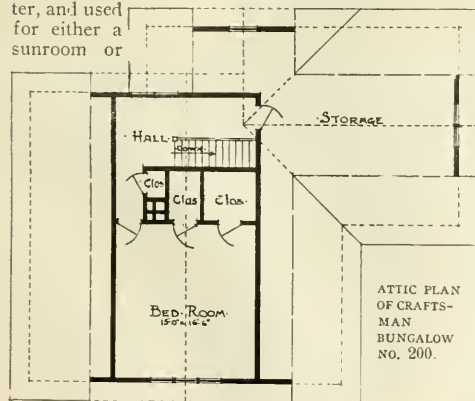 ter, and used
for either a
sunroom or
STORAGE
HALL
DOWN
Clos
Clos
Clos.
BED-ROOM.
15'0"x16'6"
ATTIC PLAN
OF CRAFTS-
MAN
BUNGALOW
NO. 200.